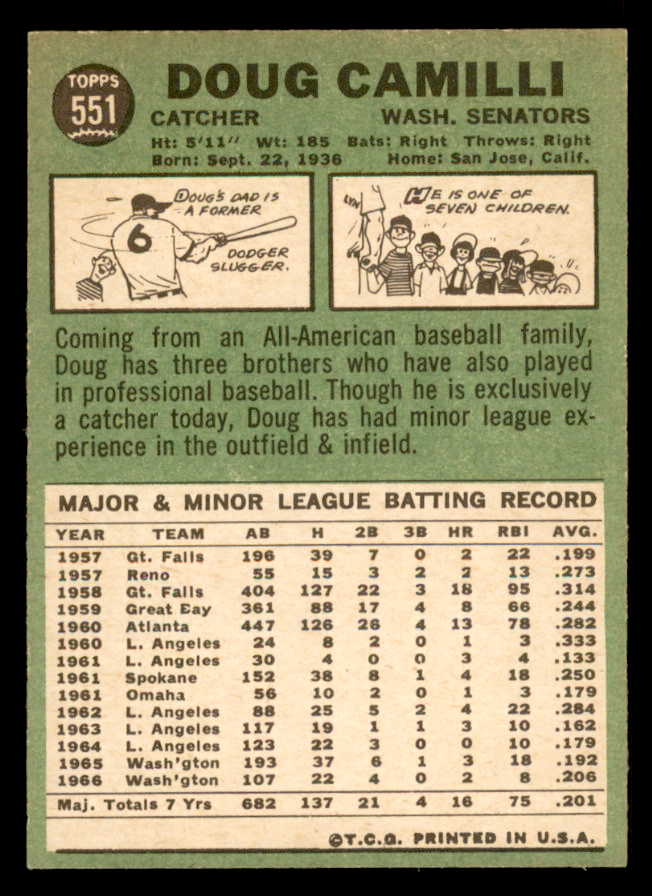 TOPPS
551
DOUG CAMILLI
CATCHER WASH. SENATORS
Ht: 5'11" Wt: 185 Bats: Right Throws: Right
Born: Sept. 22, 1936 Home: San Jose, Calif.
DOUG'S DAD IS
A FORMER
DODGER
SLUGGER.
6
LYN
HE IS ONE OF
SEVEN CHILDREN.
Coming from an All-American baseball family,
Doug has three brothers who have also played
in professional baseball. Though he is exclusively
a catcher today, Doug has had minor league ex-
perience in the outfield & infield.
MAJOR & MINOR LEAGUE BATTING RECORD
YEAR TEAM AB H 2B 3B HR RBI AVG.
1957 Gt. Falls 196 39 7 0 2 22 .199
1957 Reno 55 15 3 2 2 13 .273
1958 Gt. Falls 404 127 22 3 18 95 .314
1959 Great Bay 361 88 17 4 8 66 .244
1960 Atlanta 447 126 26 4 13 78 .282
1960 L. Angeles 24 8 2 0 1 3 .333
1961 L. Angeles 30 4 0 0 3 4 .133
1961 Spokane 152 38 8 1 4 18 .250
1961 Omaha 56 10 2 0 1 3 .179
1962 L. Angeles 88 25 5 2 4 22 .284
1963 L. Angeles 117 19 1 1 3 10 .162
1964 L. Angeles 123 22 3 0 0 10 .179
1965 Wash'gton 193 37 6 1 3 18 .192
1966 Wash'gton 107 22 4 0 2 8 .206
Maj. Totals 7 Yrs 682 137 21 4 16 75 .201
©T.C.G. PRINTED IN U.S.A.